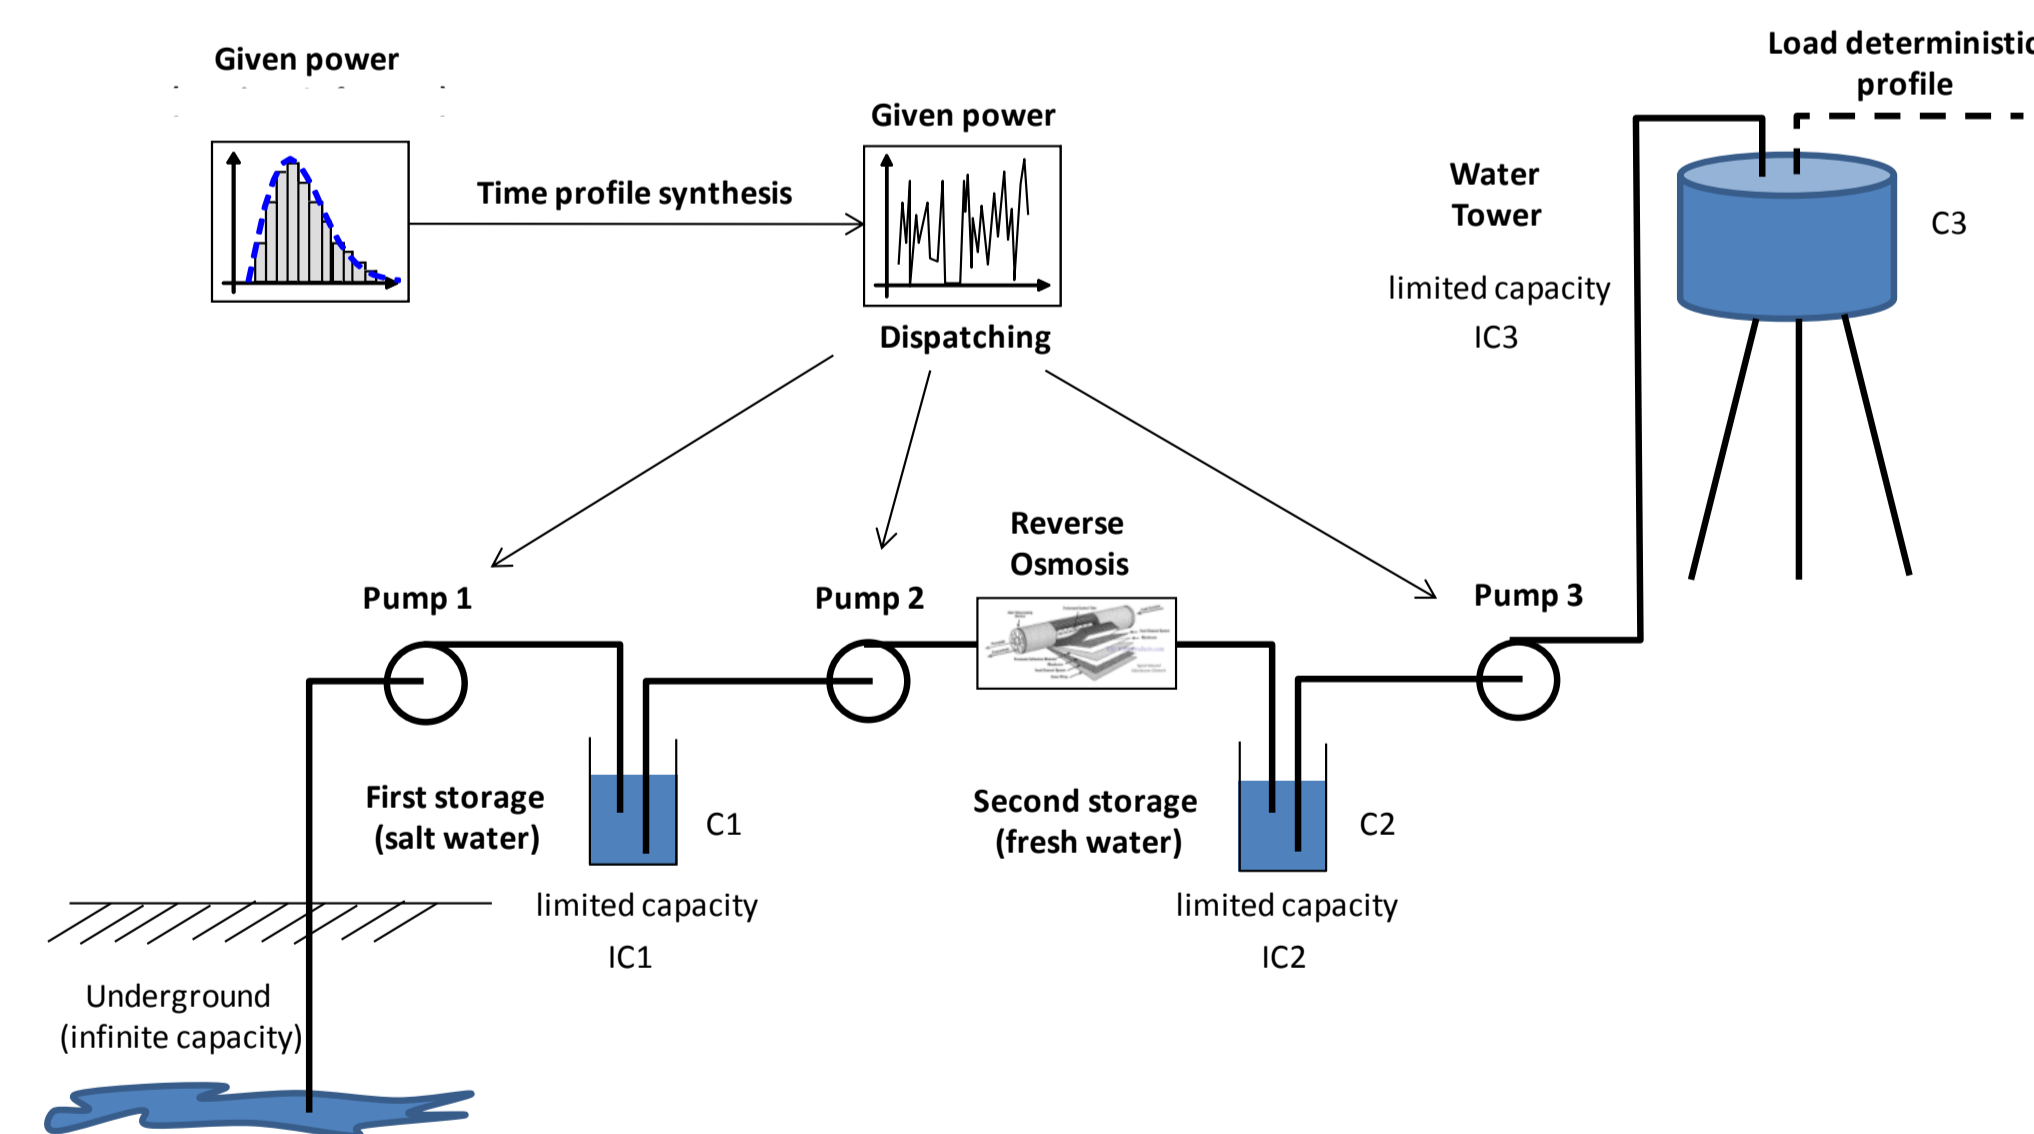 Given power
Given power
Load deterministic
profile
Time profile synthesis
Water
Tower
C3
limited capacity
IC3
Dispatching
Reverse
Osmosis
Pump 1
Pump 2
Pump 3
First storage
(salt water)
C1
Second storage
(fresh water)
C2
limited capacity
IC1
limited capacity
IC2
Underground
(infinite capacity)